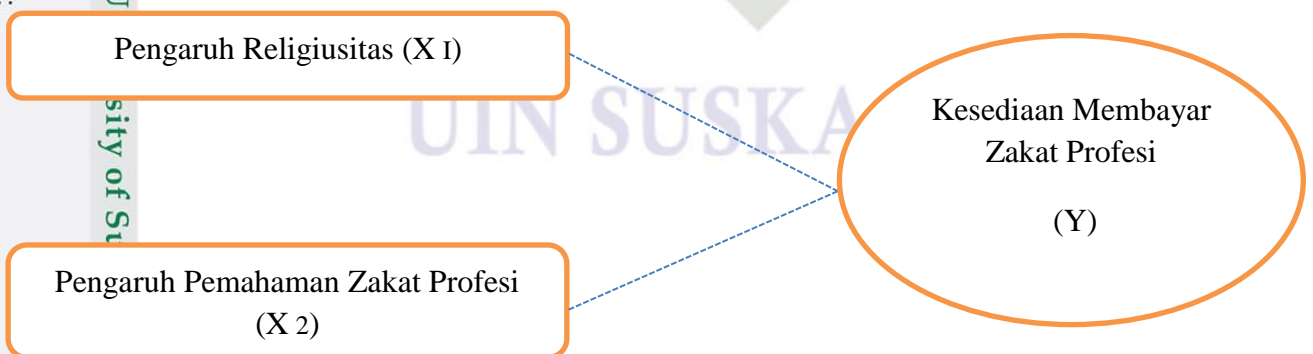 Pengaruh Religiusitas (X I)
UIN SUSKA
sity of Su
Kesediaan Membayar
Zakat Profesi
(Y)
Pengaruh Pemahaman Zakat Profesi
(X 2)